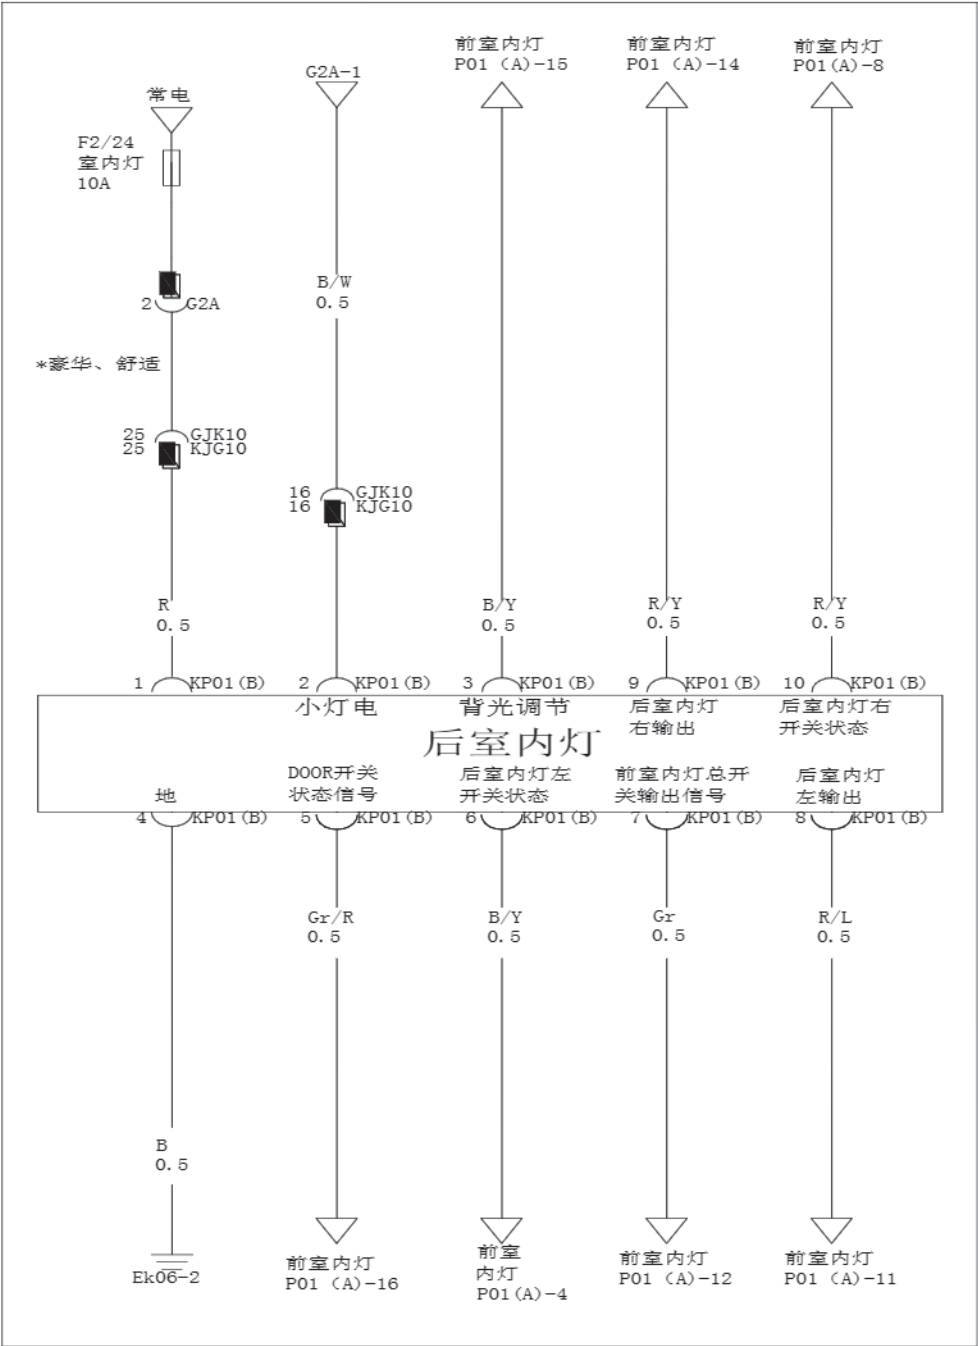 前室内灯
P01 (A)-15
前室内灯
P01 (A)-14
前室内灯
P01(A)-8
G2A-1
常电
F2/24
室内灯
10A
B/W
0.5
2 G2A
*豪华、舒适
25 GJK10
25 KJG10
16 GJK10
16 KJG10
R
0.5
B/Y
0.5
R/Y
0.5
R/Y
0.5
1 KP01(B)
2 KP01(B)
3 KP01(B)
9 KP01(B)
10 KP01(B)
小灯电
背光调节
后室内灯
右输出
后室内灯右
开关状态
后室内灯
地
DOOR开关
状态信号
后室内灯左
开关状态
前室内灯总开
关输出信号
后室内灯
左输出
4 KP01(B)
5 KP01(B)
6 KP01(B)
7 KP01(B)
8 KP01(B)
Gr/R
0.5
B/Y
0.5
Gr
0.5
R/L
0.5
B
0.5
Ek06-2
前室内灯
P01 (A)-16
前室
内灯
P01(A)-4
前室内灯
P01 (A)-12
前室内灯
P01 (A)-11